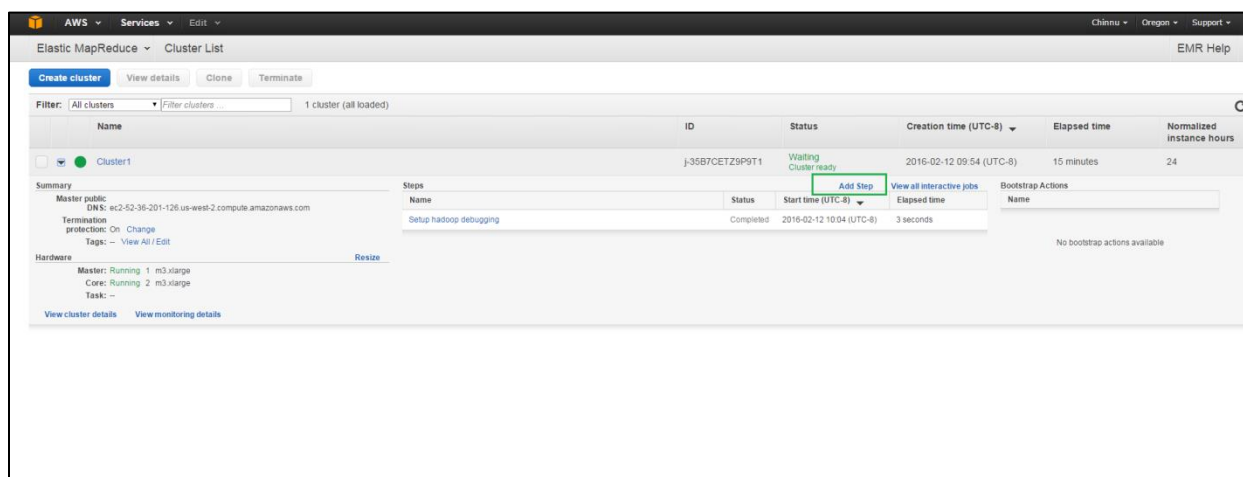 AWS Services Edit Chinnu Oregon Support
Elastic MapReduce Cluster List EMR Help
Create cluster View details Clone Terminate
Filter: All clusters Filter clusters ... 1 cluster (all loaded)
Name ID Status Creation time (UTC-8) Elapsed time Normalized
instance hours
Cluster1 j-35B7CETZ9P9T1 Waiting 2016-02-12 09:54 (UTC-8) 15 minutes 24
Cluster ready
Summary Steps Add Step View all interactive jobs Bootstrap Actions
Master public Name Status Start time (UTC-8) Elapsed time Name
DNS: ec2-52-36-201-126.us-west-2.compute.amazonaws.com
Termination Setup hadoop debugging Completed 2016-02-12 10:04 (UTC-8) 3 seconds
protection: On Change
Tags: -- View All / Edit No bootstrap actions available
Hardware Resize
Master: Running 1 m3.xlarge
Core: Running 2 m3.xlarge
Task: --
View cluster details View monitoring details